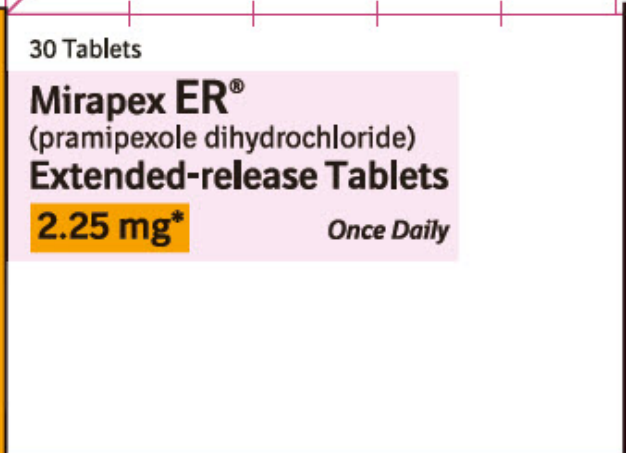 30 Tablets
Mirapex ER®
(pramipexole dihydrochloride)
Extended-release Tablets
2.25 mg*
Once Daily